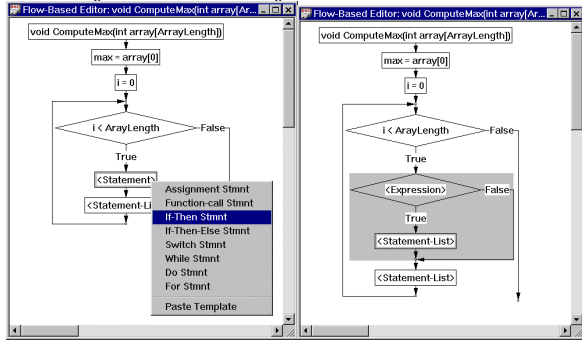 Flow-Based Editor: void ComputeMax(int array[Ar...
void ComputeMax(int array[ArrayLength])
max = array[0]
i = 0
i < ArayLength
False
True
<Statement>
<Statement-Li
Assignment Stmnt
Function-call Stmnt
If-Then Stmnt
If-Then-Else Stmnt
Switch Stmnt
While Stmnt
Do Stmnt
For Stmnt
Paste Template
Flow-Based Editor: void ComputeMax(int array[Ar...
void ComputeMax(int array[ArrayLength])
max = array[0]
i = 0
i < ArayLength
False
True
<Expression>
False
True
<Statement-List>
<Statement-List>